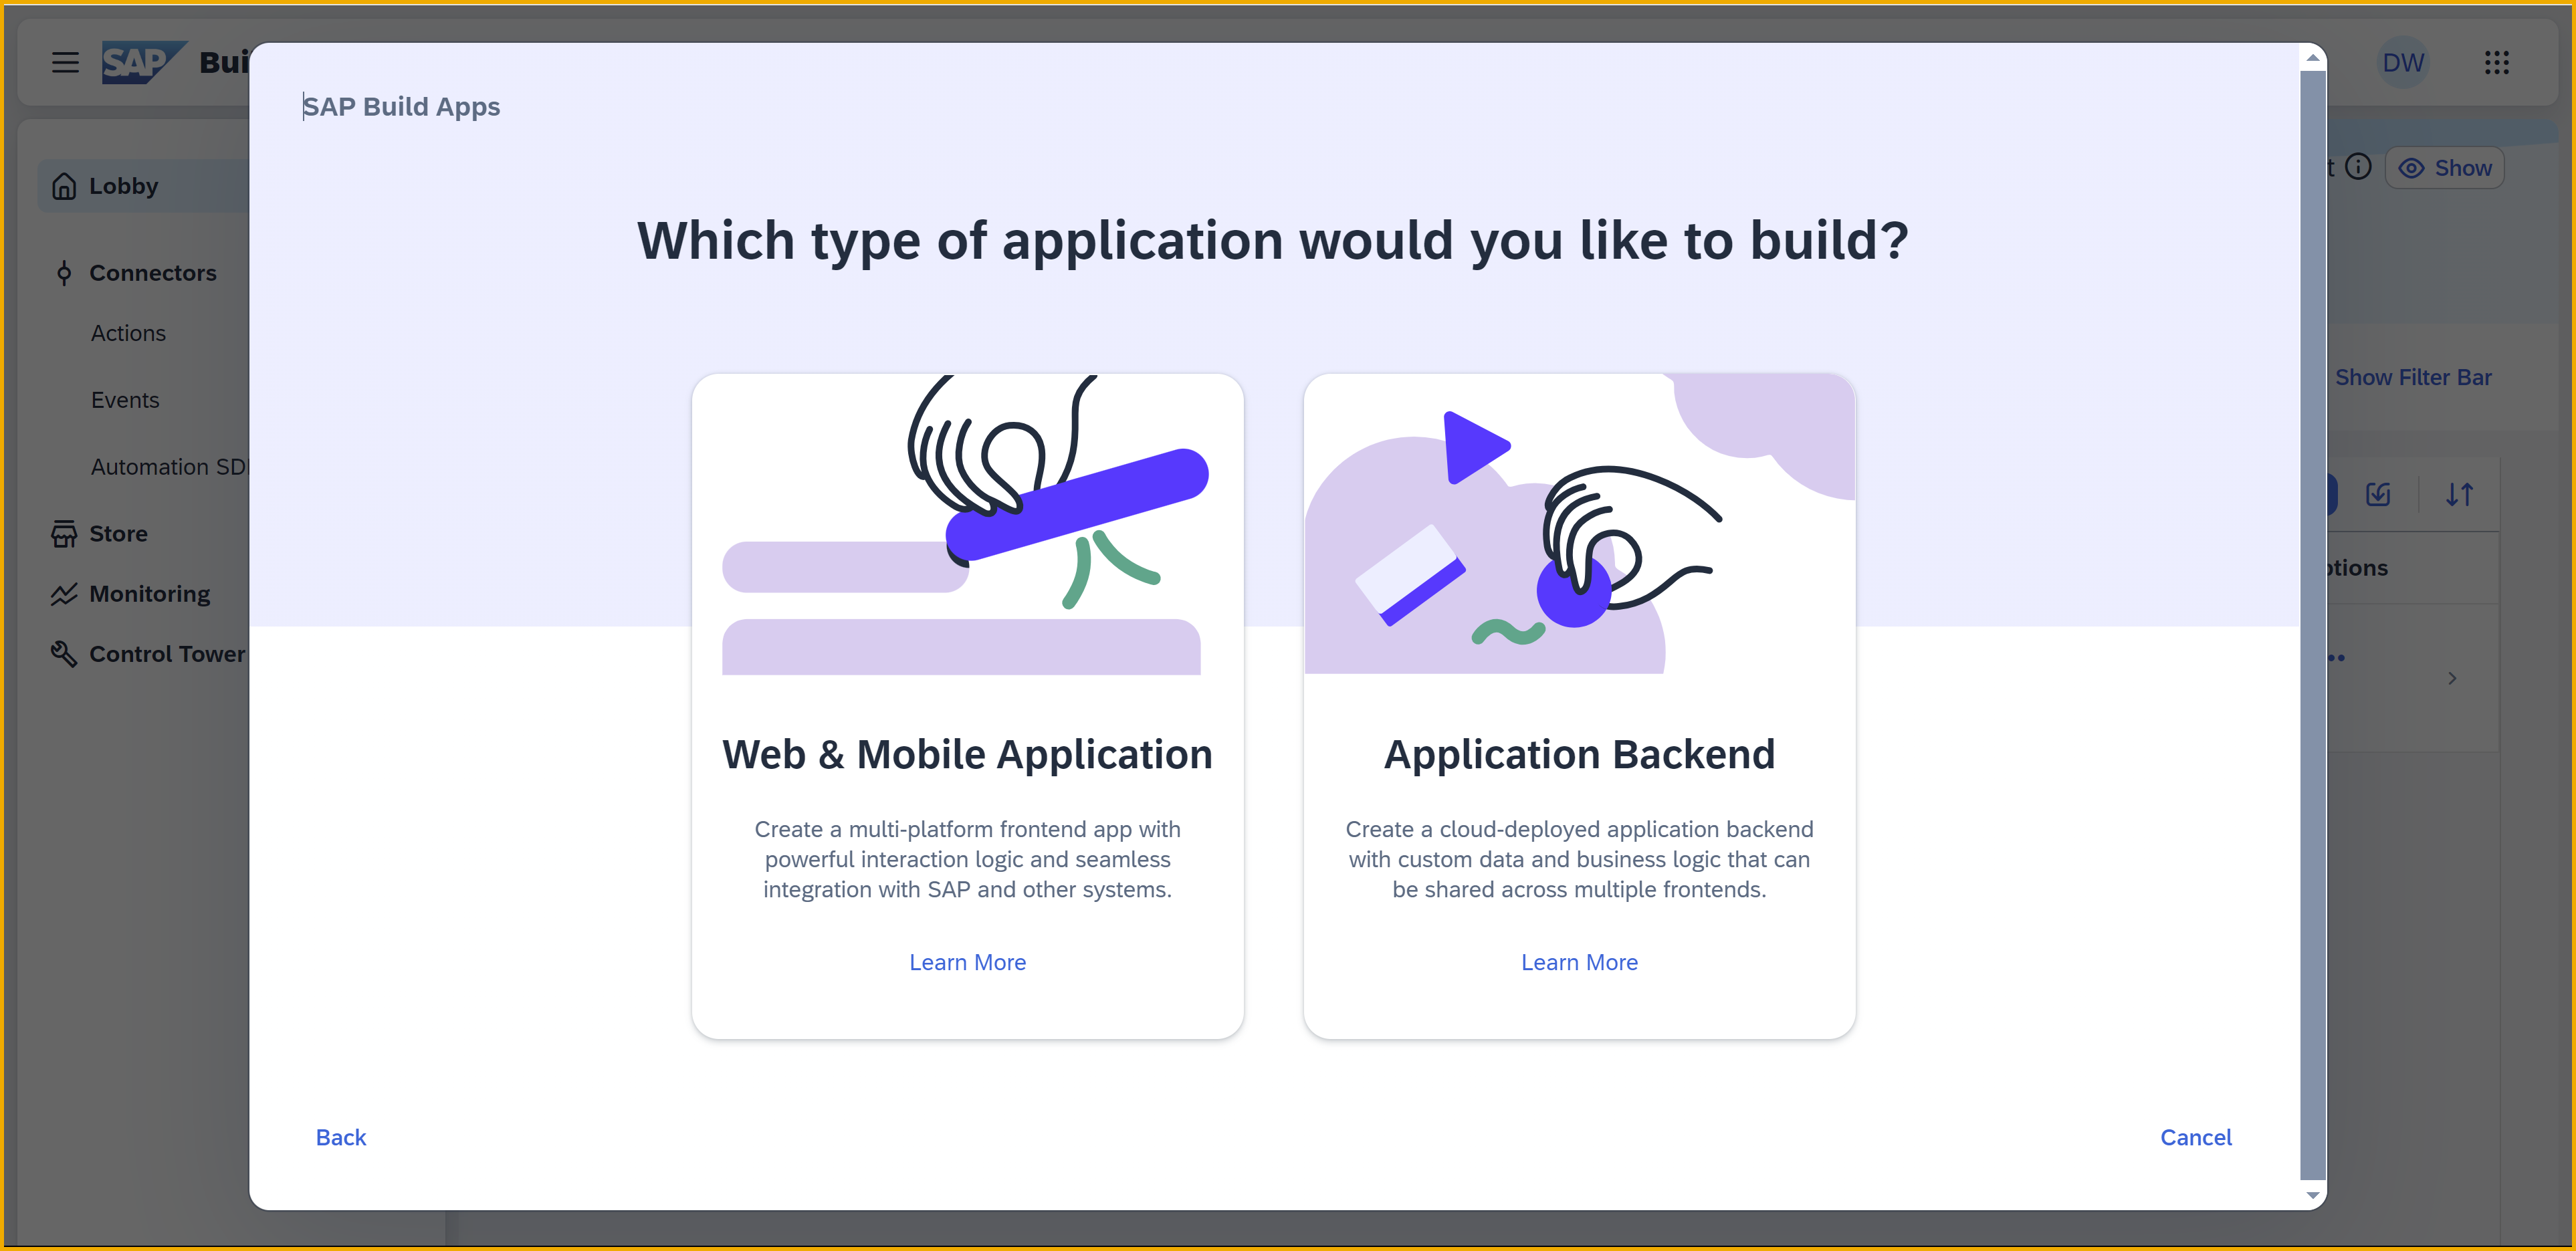 SAP Bui
DW
SAP Build Apps
Lobby
Show
Which type of application would you like to build?
Connectors
Actions
Show Filter Bar
Events
Automation SD
Store
ptions
Monitoring
Control Tower
Web & Mobile Application
Create a multi-platform frontend app with
powerful interaction logic and seamless
integration with SAP and other systems.
Learn More
Application Backend
Create a cloud-deployed application backend
with custom data and business logic that can
be shared across multiple frontends.
Learn More
Back
Cancel